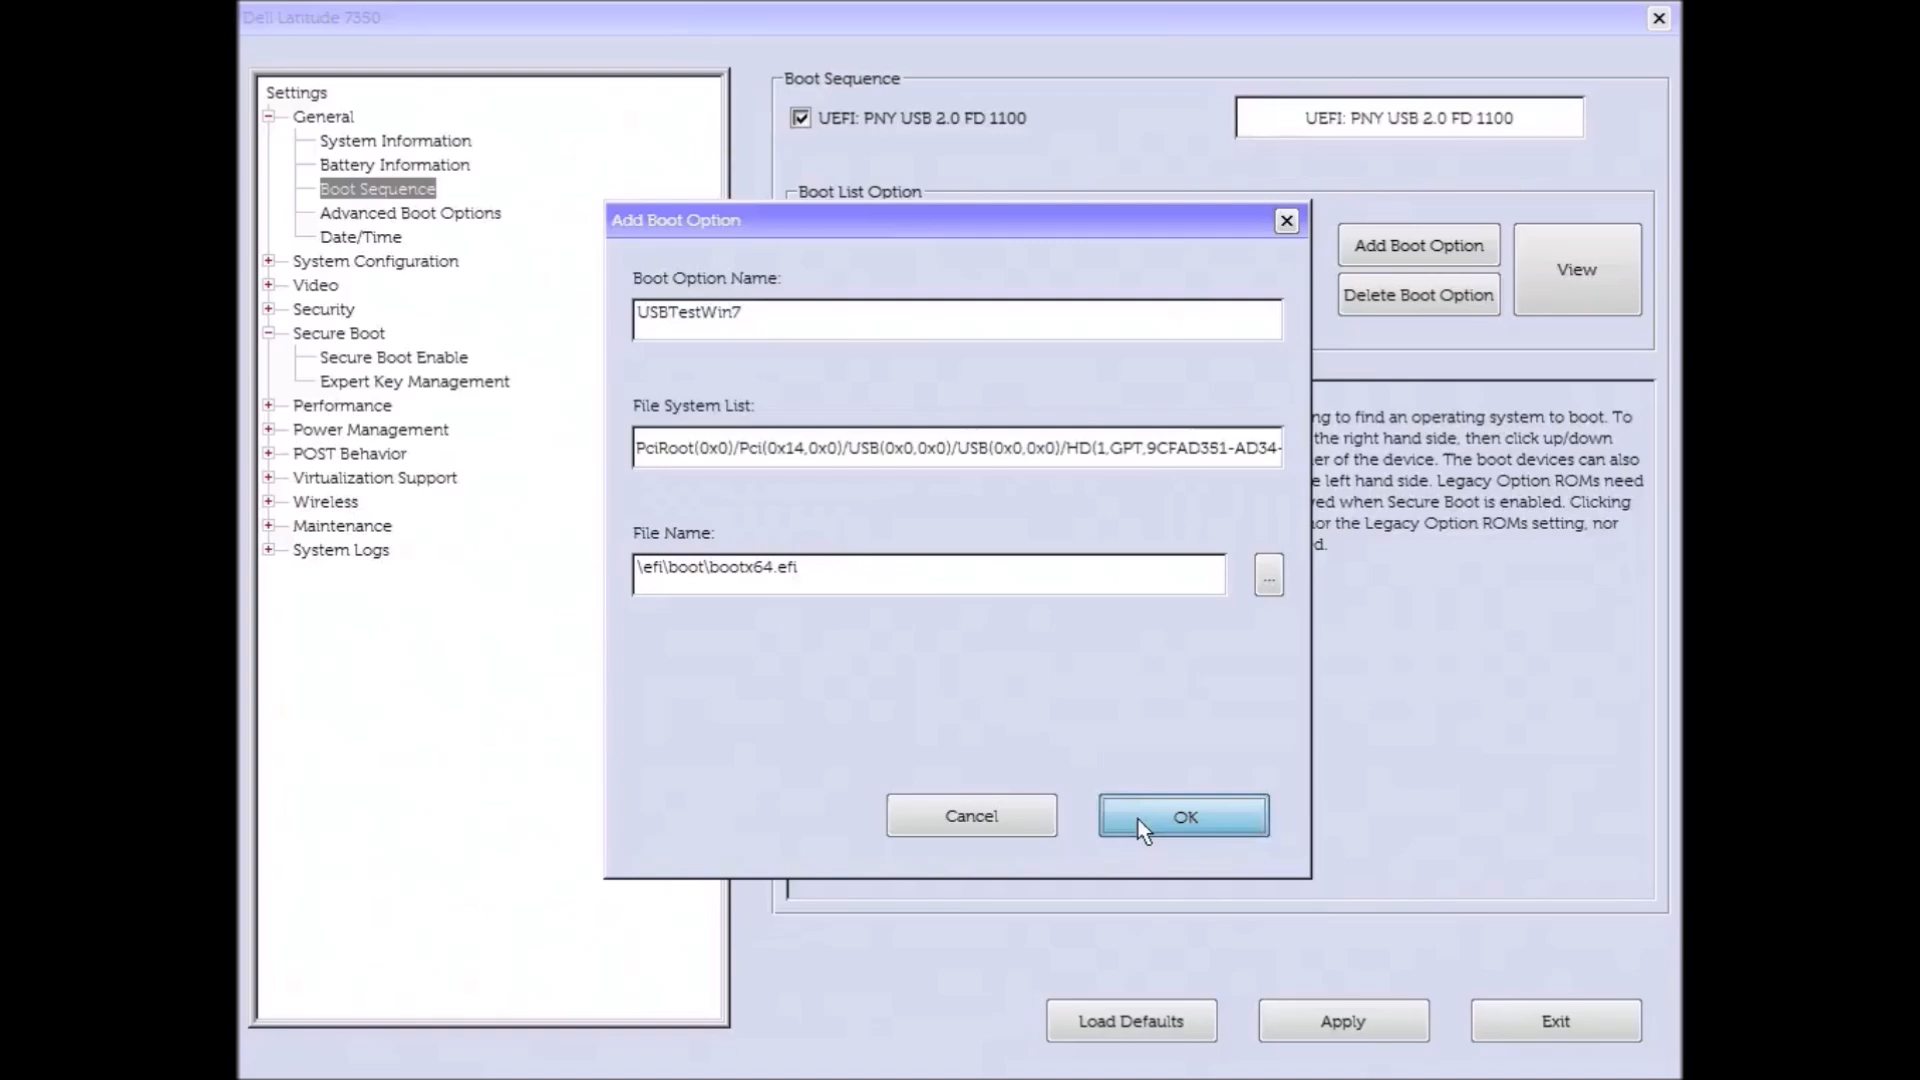 Dell Latitude 7350
Settings
General
System Information
Battery Information
Boot Sequence
Advanced Boot Options
Date/Time
System Configuration
Video
Security
Secure Boot
Secure Boot Enable
Expert Key Management
Performance
Power Management
POST Behavior
Virtualization Support
Wireless
Maintenance
System Logs
Boot Sequence
UEFI: PNY USB 2.0 FD 1100
UEFI: PNY USB 2.0 FD 1100
Boot List Option
Add Boot Option
Delete Boot Option
View
Add Boot Option
Boot Option Name:
USBTestWin7
File System List:
PciRoot(0x0)/Pci(0x14,0x0)/USB(0x0,0x0)/USB(0x0,0x0)/HD(1,GPT,9CFAD351-AD34-
File Name:
\efi\boot\bootx64.efi
...
Cancel
OK
ng to find an operating system to boot. To
the right hand side, then click up/down
er of the device. The boot devices can also
e left hand side. Legacy Option ROMs need
ed when Secure Boot is enabled. Clicking
or the Legacy Option ROMs setting, nor
d.
Load Defaults
Apply
Exit